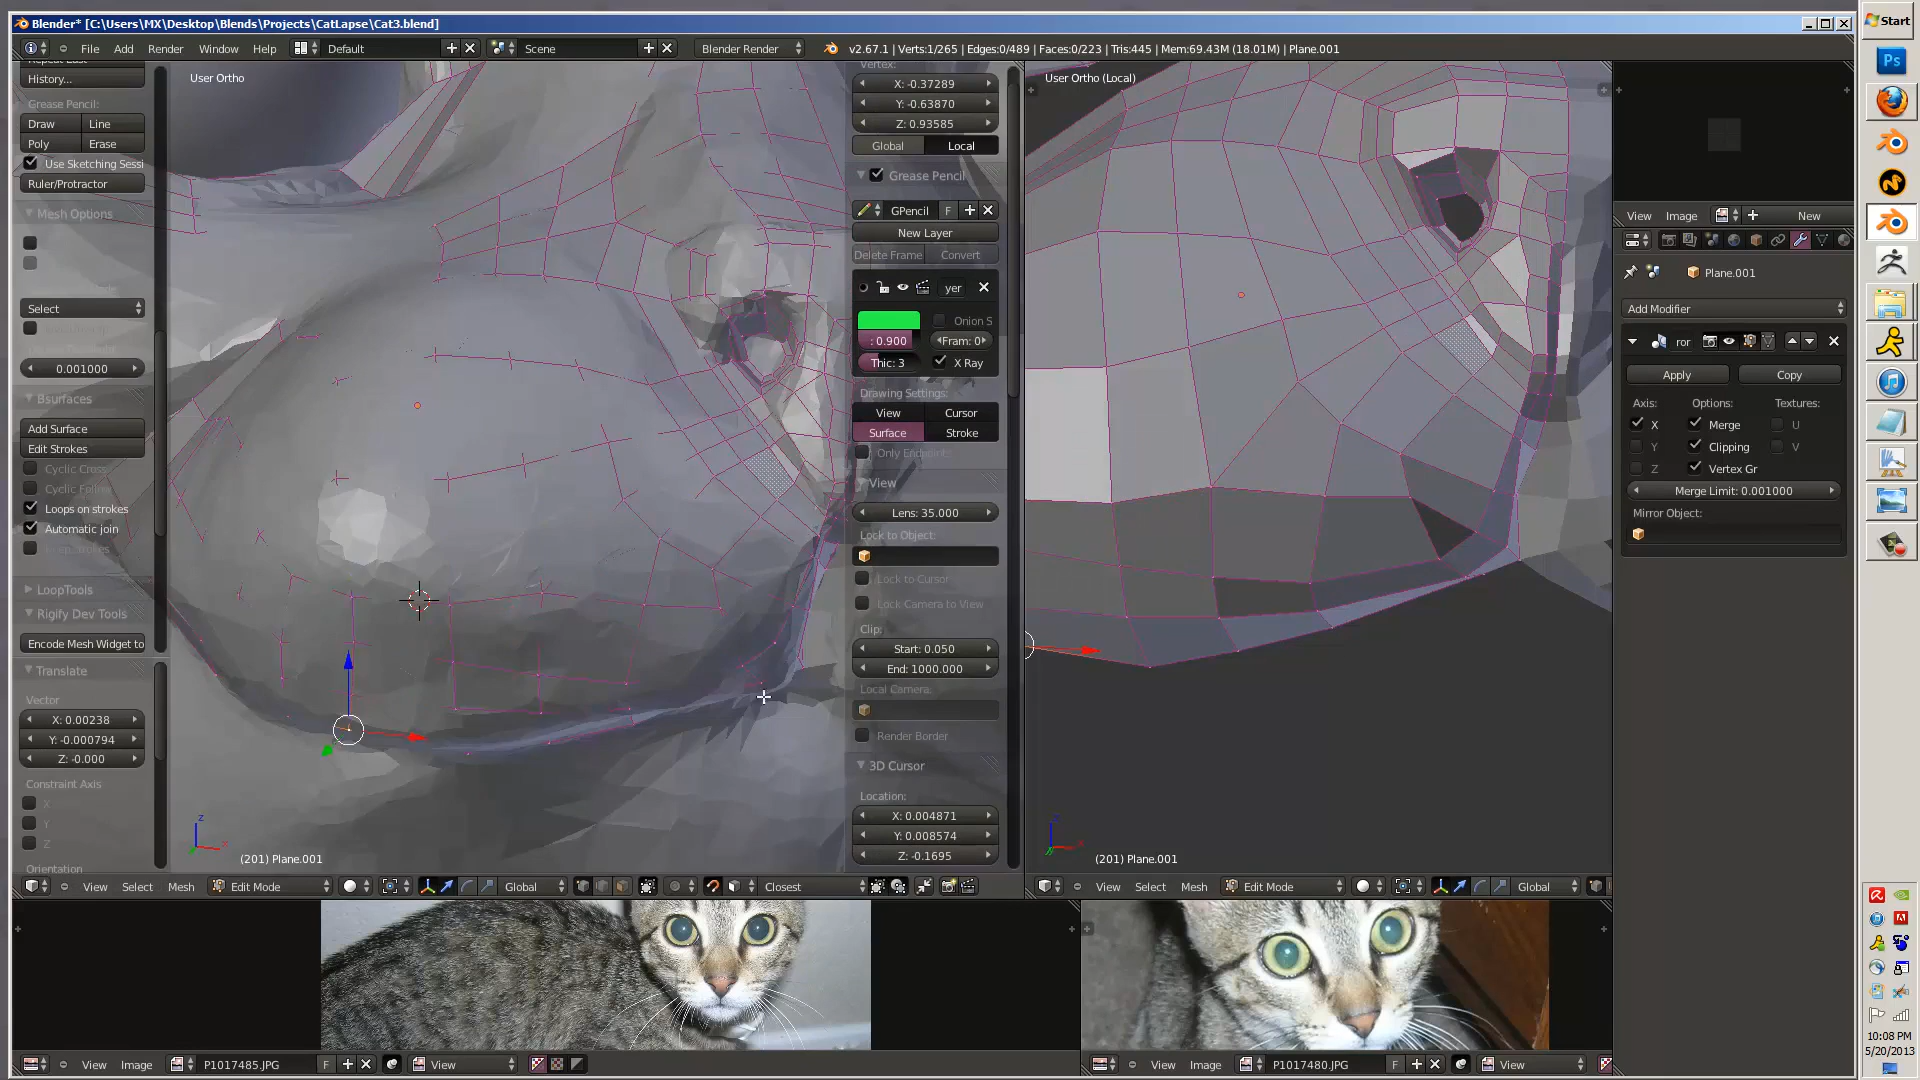 Blender* [C:\Users\MX\Desktop\Blends\Projects\CatLapse\Cat3.blend]
Start
File Add Render Window Help Default Scene Blender Render v2.67.1 | Verts:1/265 | Edges:0/489 | Faces:0/223 | Tris:445 | Mem:69.43M (18.01M) | Plane.001
History...
Grease Pencil:
Draw Line
Poly Erase
Use Sketching Sessi
Ruler/Protractor
Mesh Options
Select
0.001000
Bsurfaces
Add Surface
Edit Strokes
Cyclic Cross
Cyclic Follow
Loops on strokes
Automatic join
LoopTools
Rigify Dev Tools
Encode Mesh Widget to
Translate
Vector
X: 0.00238
Y: -0.000794
Z: -0.000
Constraint Axis
X
Y
Z
Orientation
User Ortho
(201) Plane.001
Vertex:
X: -0.37289
Y: -0.63870
Z: 0.93585
Global Local
Grease Pencil
GPencil F
New Layer
Delete Frame Convert
yer
Onion S
: 0.900 Fram: 0
Thic: 3 X Ray
Drawing Settings:
View Cursor
Surface Stroke
Only Endpoints
View
Lens: 35.000
Lock to Object:
Lock to Cursor
Lock Camera to View
Clip:
Start: 0.050
End: 1000.000
Local Camera:
Render Border
3D Cursor
Location:
X: 0.004871
Y: 0.008574
Z: -0.1695
User Ortho (Local)
(201) Plane.001
View Image New
Plane.001
Add Modifier
ror
Apply Copy
Axis: Options: Textures:
X Merge U
Y Clipping V
Z Vertex Gr
Merge Limit: 0.001000
Mirror Object:
View Select Mesh Edit Mode Global Closest
View Select Mesh Edit Mode Global
View Image P1017485.JPG F View
View Image P1017480.JPG F View
Ps
10:08 PM
5/20/2013